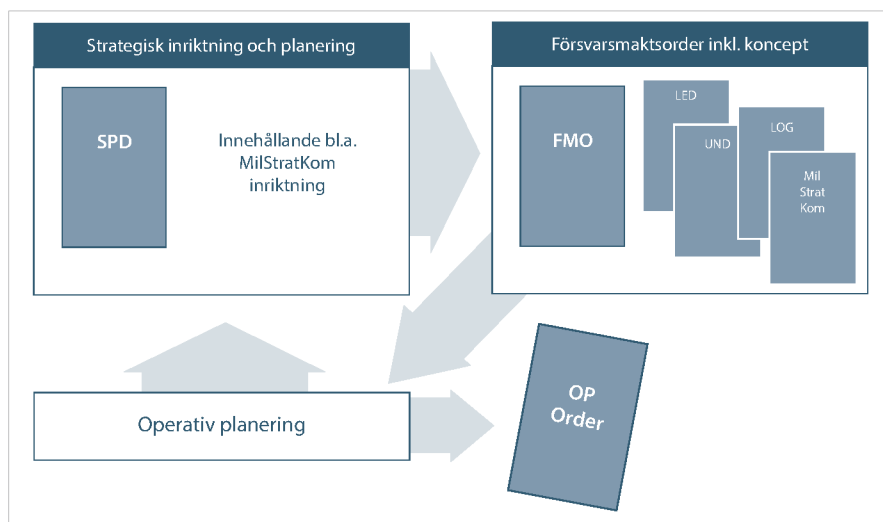 Strategisk inriktning och planering
SPD
Innehållande bl.a.
MilStratKom
inriktning
Försvarsmaktsorder inkl. koncept
FMO
LED
UND
LOG
Mil
Strat
Kom
Operativ planering
OP
Order